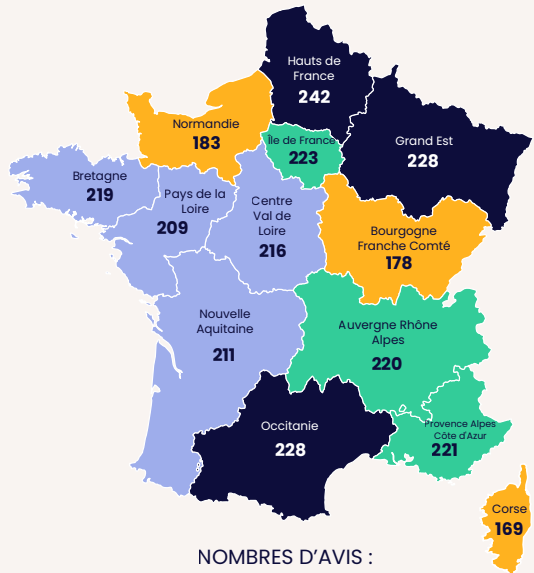 Hauts de
France
242
Normandie
183
Île de France
223
Grand Est
228
Bretagne
219
Pays de la
Loire
209
Centre
Val de
Loire
216
Bourgogne
Franche Comté
178
Nouvelle
Aquitaine
211
Auvergne Rhône
Alpes
220
Occitanie
228
Provence Alpes
Côte d'Azur
221
Corse
169
NOMBRES D'AVIS :